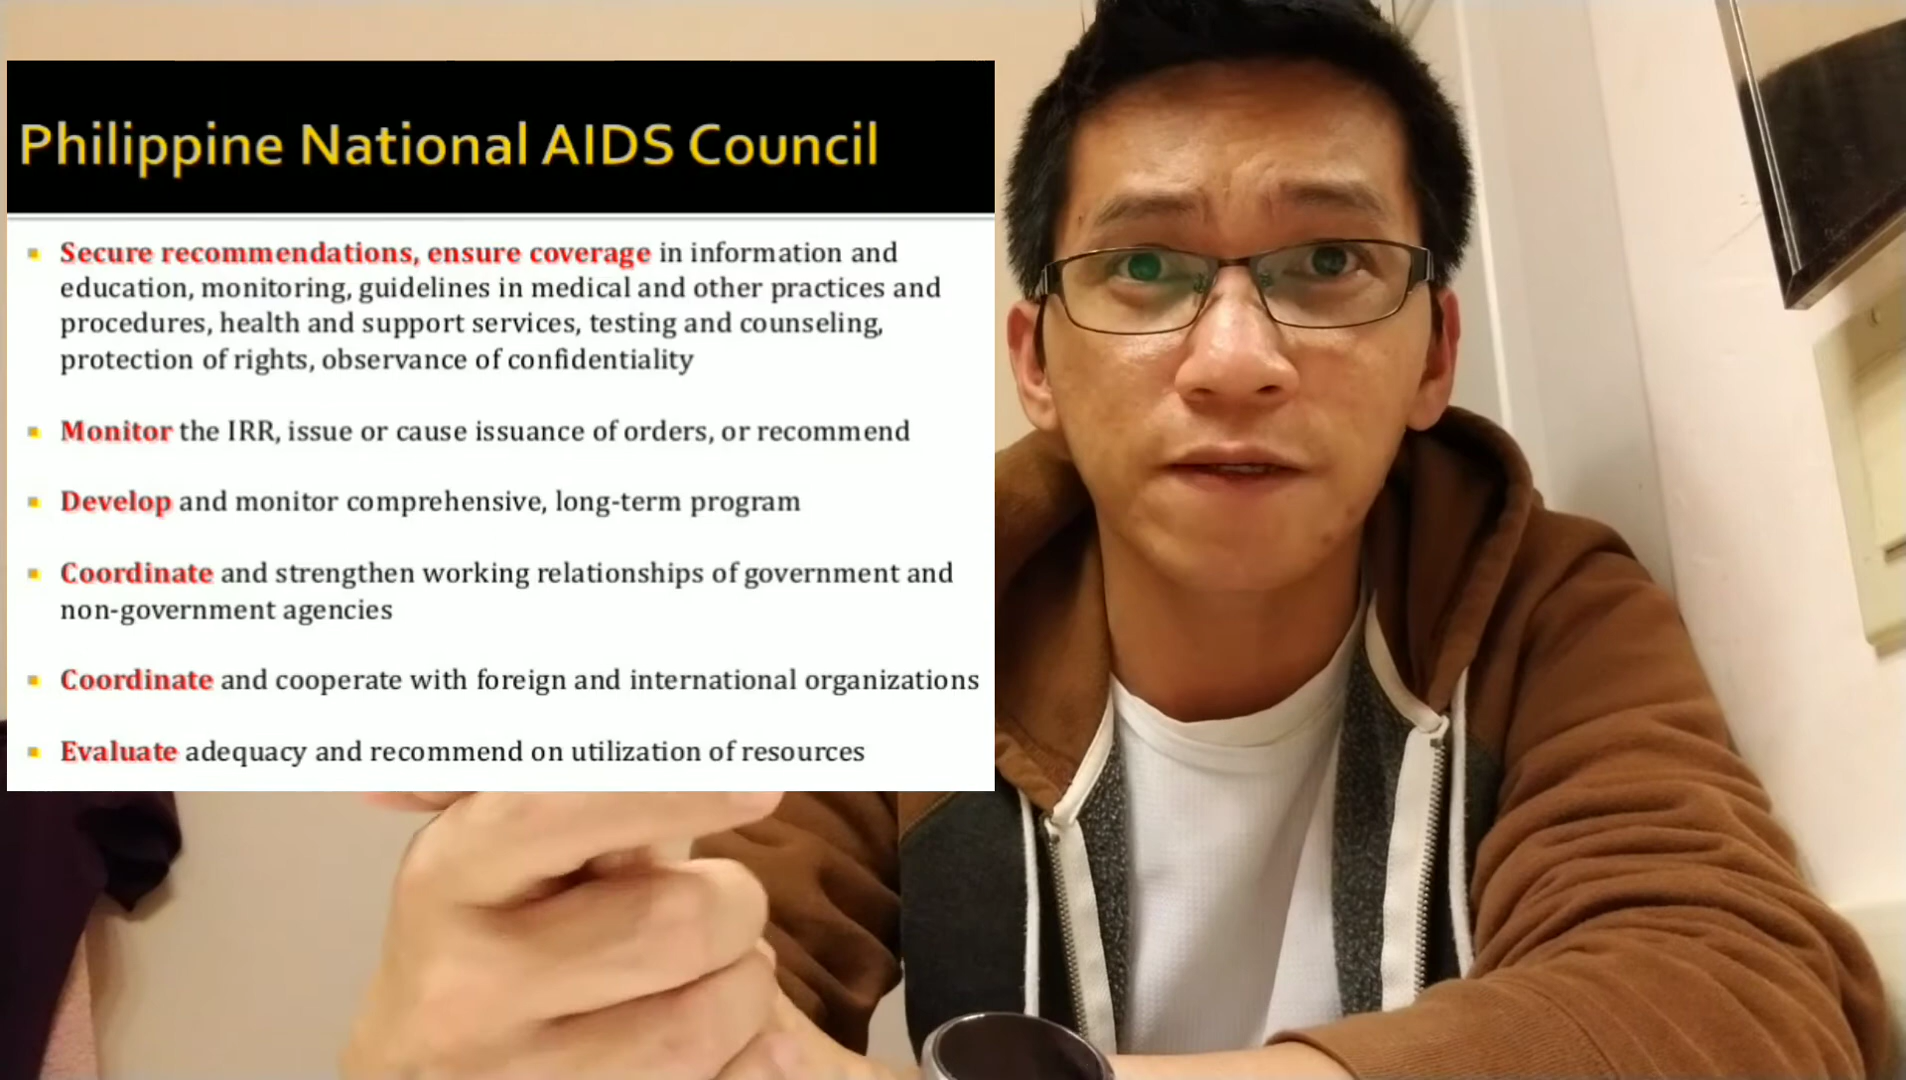 Philippine National AIDS Council
Secure recommendations, ensure coverage in information and
education, monitoring, guidelines in medical and other practices and
procedures, health and support services, testing and counseling,
protection of rights, observance of confidentiality
Monitor the IRR, issue or cause issuance of orders, or recommend
Develop and monitor comprehensive, long-term program
Coordinate and strengthen working relationships of government and
non-government agencies
Coordinate and cooperate with foreign and international organizations
Evaluate adequacy and recommend on utilization of resources